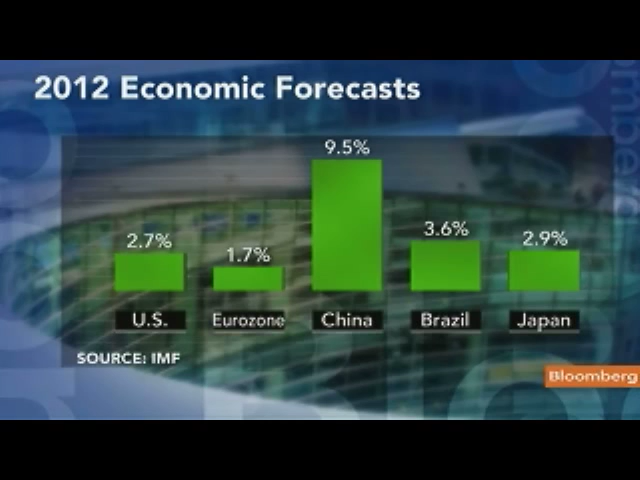 2012 Economic Forecasts
9.5%
2.7%
1.7%
3.6%
2.9%
U.S.
Eurozone
China
Brazil
Japan
SOURCE: IMF
Bloomberg